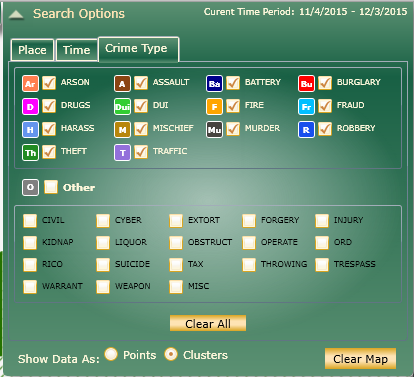 Search Options Curent Time Period: 11/4/2015 - 12/3/2015
Place Time Crime Type
Ar ARSON A ASSAULT Ba BATTERY Bu BURGLARY
D DRUGS Dui DUI F FIRE Fr FRAUD
H HARASS M MISCHIEF Mu MURDER R ROBBERY
Th THEFT T TRAFFIC
O Other
CIVIL CYBER EXTORT FORGERY INJURY
KIDNAP LIQUOR OBSTRUCT OPERATE ORD
RICO SUICIDE TAX THROWING TRESPASS
WARRANT WEAPON MISC
Clear All
Show Data As: Points Clusters Clear Map